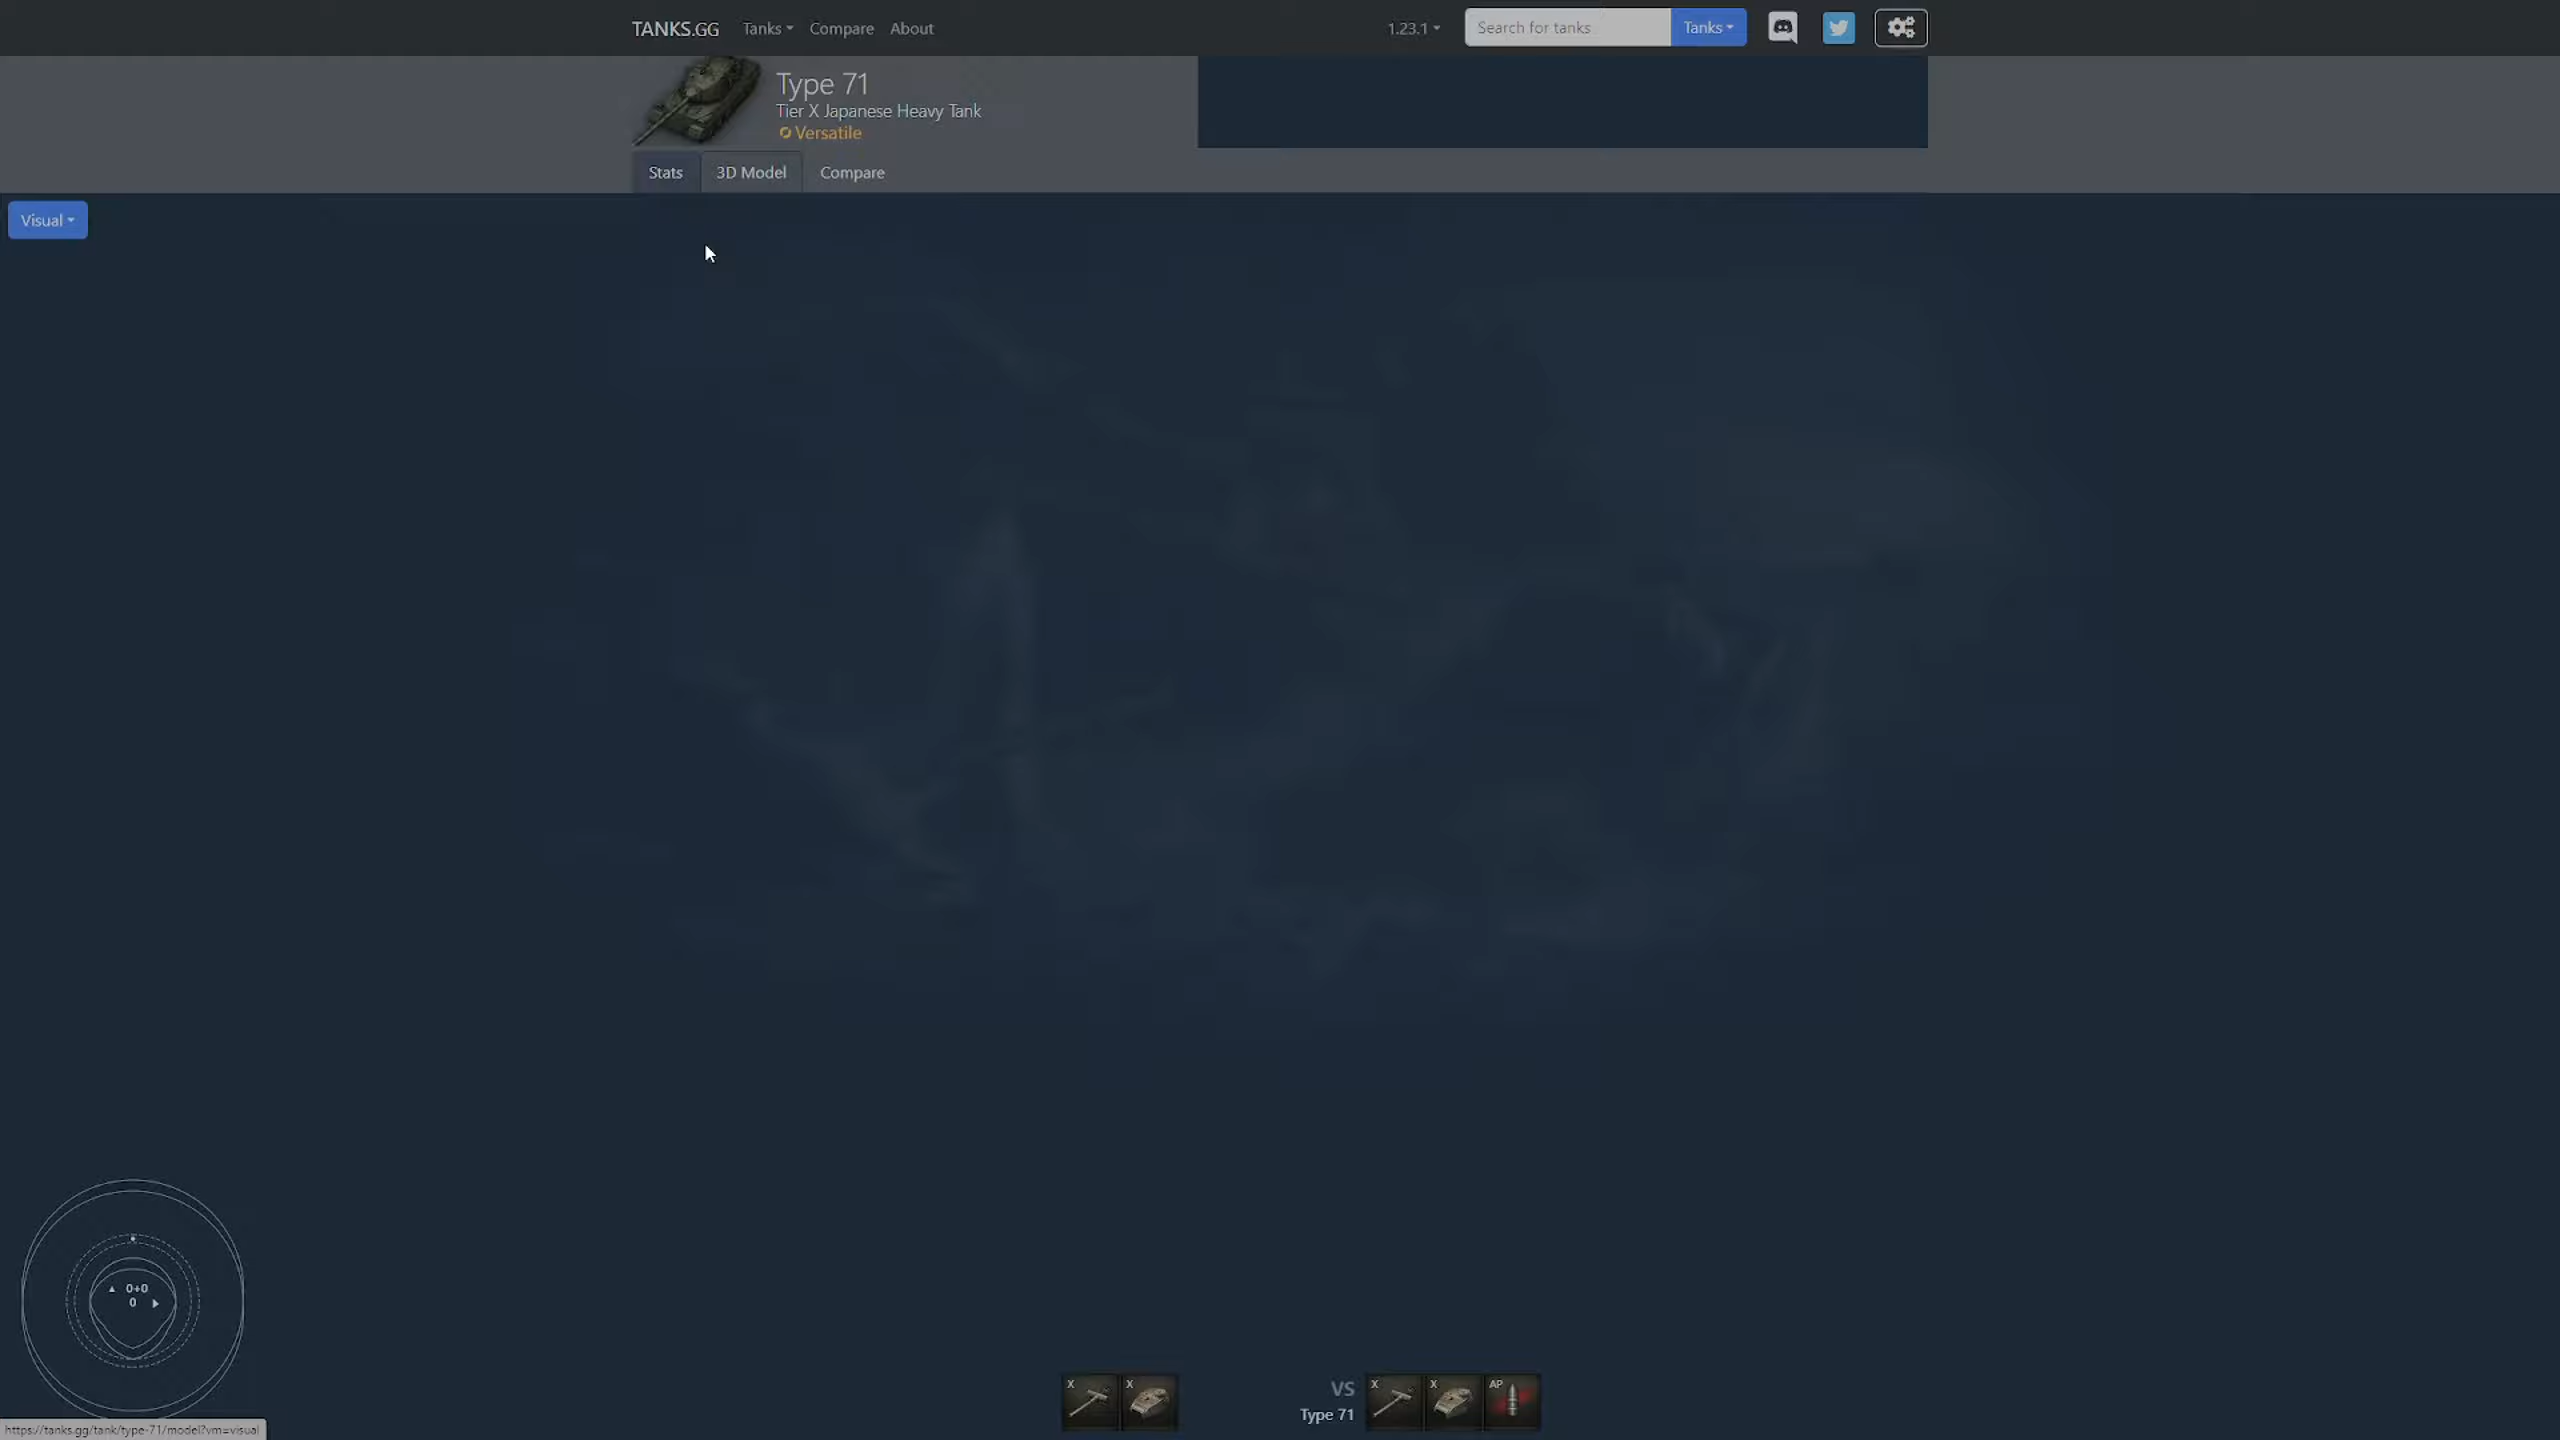 TANKS.GG Tanks Compare About 1.23.1 Search for tanks Tanks
Type 71
Tier X Japanese Heavy Tank
Versatile
Stats 3D Model Compare
Visual
0+0
0
X X VS X X AP
Type 71
https://tanks.gg/tank/type-71/model?vm=visual